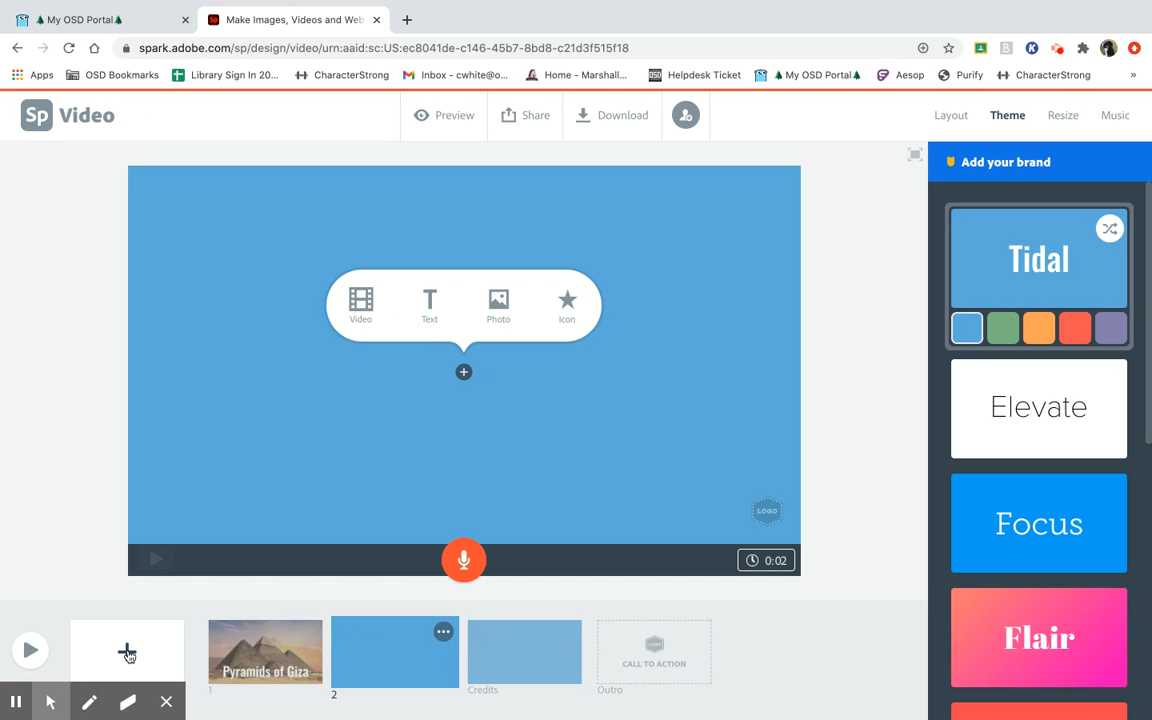 🌲My OSD Portal🌲
Make Images, Videos and Web
spark.adobe.com/sp/design/video/urn:aaid:sc:US:ec8041de-c146-45b7-8bd8-c21d3f515f18
Apps
OSD Bookmarks
Library Sign In 20...
CharacterStrong
Inbox - cwhite@o...
Home - Marshall...
OSD
Helpdesk Ticket
🌲My OSD Portal🌲
Aesop
Purify
CharacterStrong
»
Sp Video
Preview
Share
Download
Layout
Theme
Resize
Music
Add your brand
Video
Text
Photo
Icon
LOGO
0:02
Tidal
Elevate
Focus
Flair
Pyramids of Giza
1
2
Credits
CALL TO ACTION
Outro